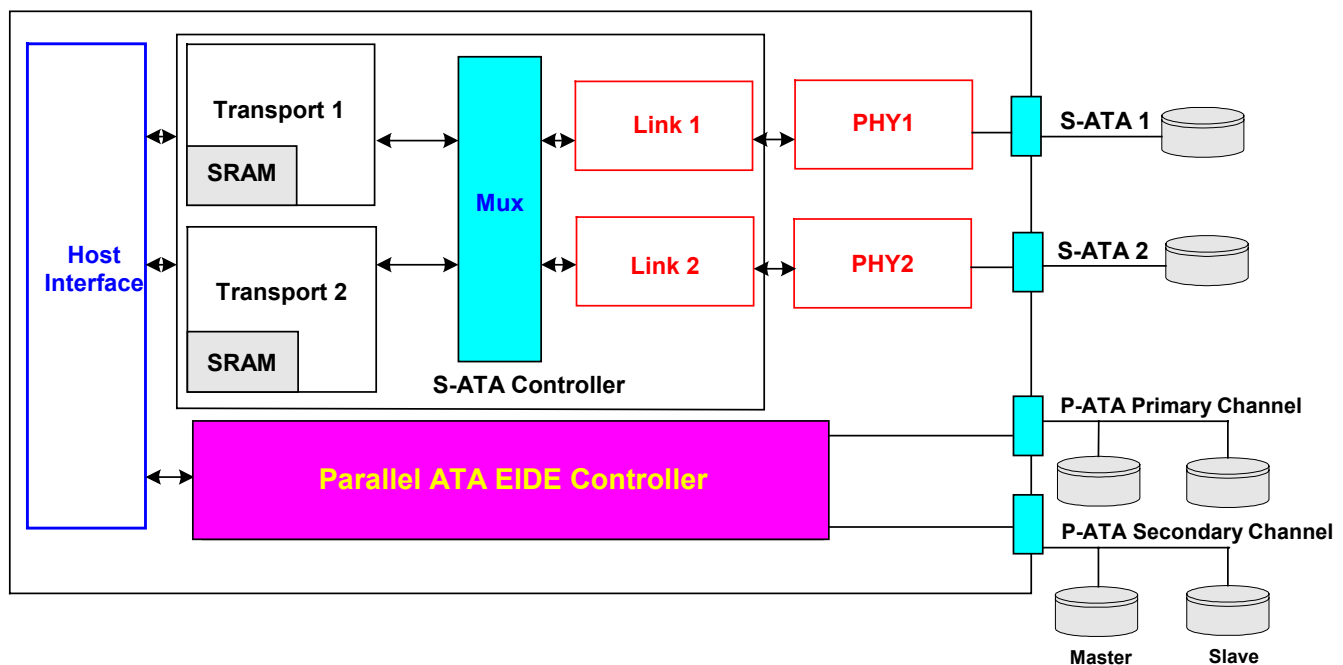 Transport 1
SRAM
Link 1
PHY1
S-ATA 1
Mux
Host
Interface
Transport 2
SRAM
Link 2
PHY2
S-ATA 2
S-ATA Controller
P-ATA Primary Channel
Parallel ATA EIDE Controller
P-ATA Secondary Channel
Master
Slave